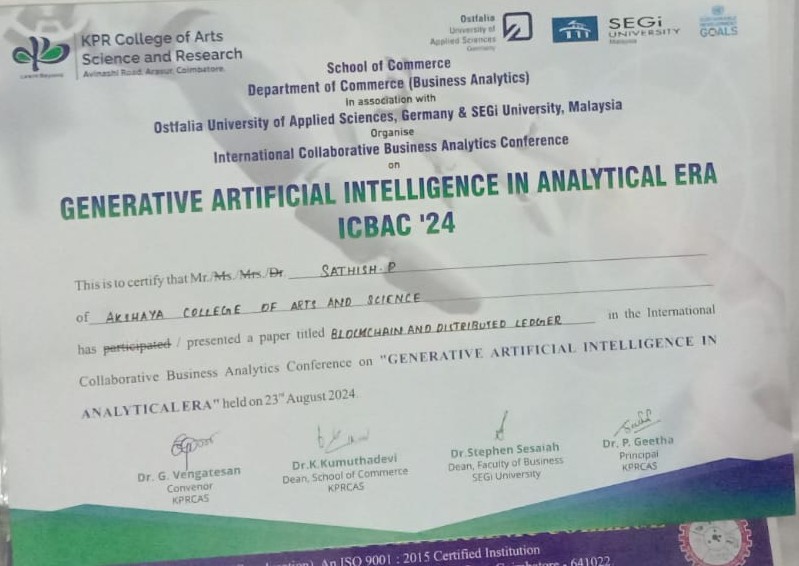 KPR College of Arts
Science and Research
Avinashi Road, Arasur, Coimbatore.
Learn Beyond
Ostfalia
University of
Applied Sciences
Germany
SEGi
UNIVERSITY
Malaysia
SUSTAINABLE
DEVELOPMENT
GOALS
School of Commerce
Department of Commerce (Business Analytics)
In association with
Ostfalia University of Applied Sciences, Germany & SEGi University, Malaysia
Organise
International Collaborative Business Analytics Conference
on
GENERATIVE ARTIFICIAL INTELLIGENCE IN ANALYTICAL ERA
ICBAC '24
This is to certify that Mr./Ms./Mrs./Dr SATHISH. P
of AKSHAYA COLLEGE OF ARTS AND SCIENCE
has participated / presented a paper titled BLOCKCHAIN AND DISTRIBUTED LEDGER in the International
Collaborative Business Analytics Conference on "GENERATIVE ARTIFICIAL INTELLIGENCE IN
ANALYTICAL ERA" held on 23rd August 2024.
Dr. G. Vengatesan
Convenor
KPRCAS
Dr.K.Kumuthadevi
Dean, School of Commerce
KPRCAS
Dr.Stephen Sesaiah
Dean, Faculty of Business
SEGi University
Dr. P. Geetha
Principal
KPRCAS
An ISO 9001 : 2015 Certified Institution
Coimbatore - 641022